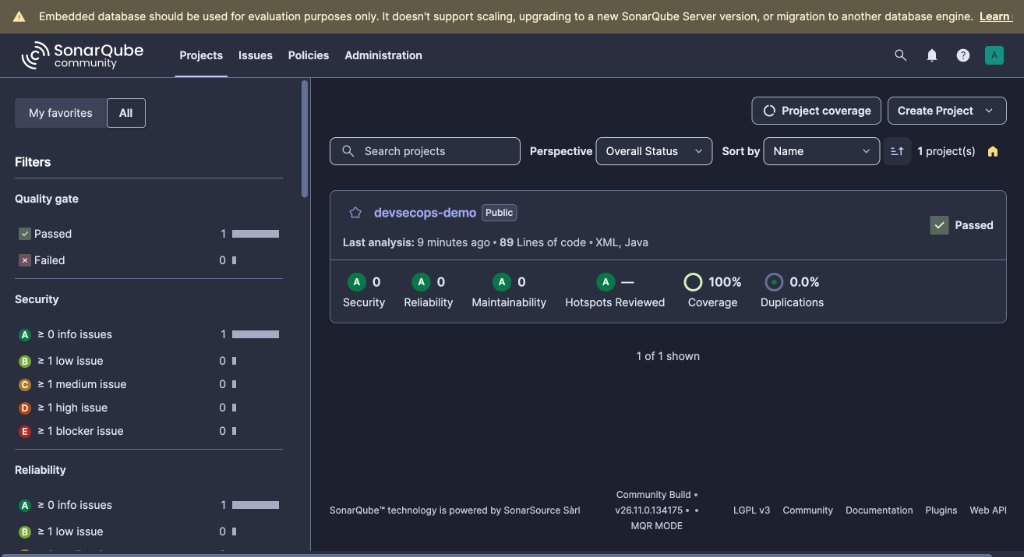 Embedded database should be used for evaluation purposes only. It doesn't support scaling, upgrading to a new SonarQube Server version, or migration to another database engine. Learn
SonarQube community
Projects Issues Policies Administration
A
My favorites All
Project coverage Create Project
Search projects Perspective Overall Status Sort by Name 1 project(s)
Filters
Quality gate
Passed 1
Failed 0
Security
A ≥ 0 info issues 1
B ≥ 1 low issue 0
C ≥ 1 medium issue 0
D ≥ 1 high issue 0
E ≥ 1 blocker issue 0
Reliability
A ≥ 0 info issues 1
B ≥ 1 low issue 0
devsecops-demo Public
Passed
Last analysis: 9 minutes ago • 89 Lines of code • XML, Java
A 0 A 0 A 0 A — 100% 0.0%
Security Reliability Maintainability Hotspots Reviewed Coverage Duplications
1 of 1 shown
SonarQube™ technology is powered by SonarSource Sàrl
Community Build •
v26.11.0.134175 • •
MQR MODE
LGPL v3 Community Documentation Plugins Web API